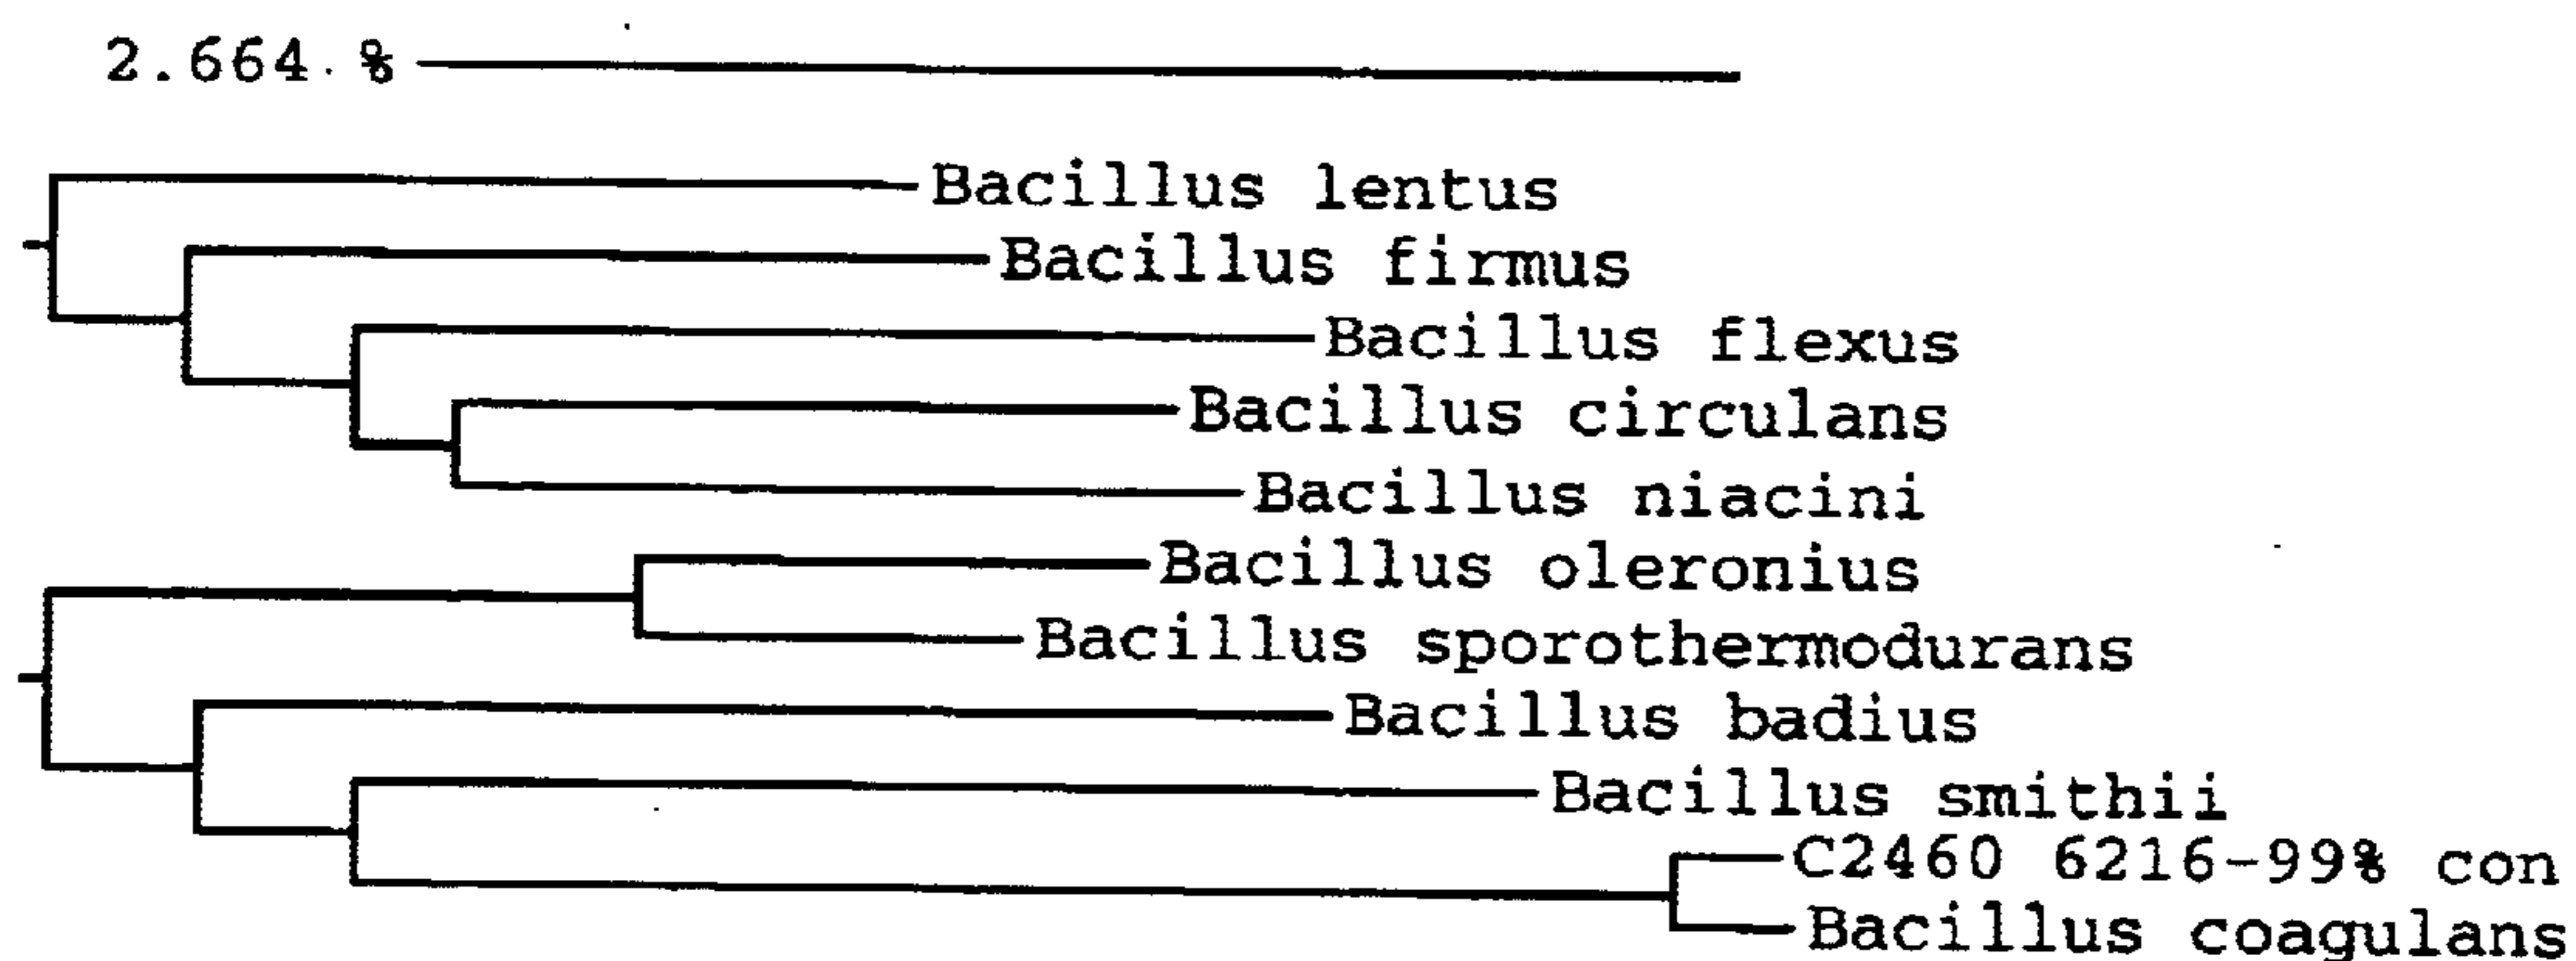 2.664 %
Bacillus lentus
Bacillus firmus
Bacillus flexus
Bacillus circulans
Bacillus niacini
Bacillus oleronius
Bacillus sporothermodurans
Bacillus badius
Bacillus smithii
C2460 6216-99% con
Bacillus coagulans